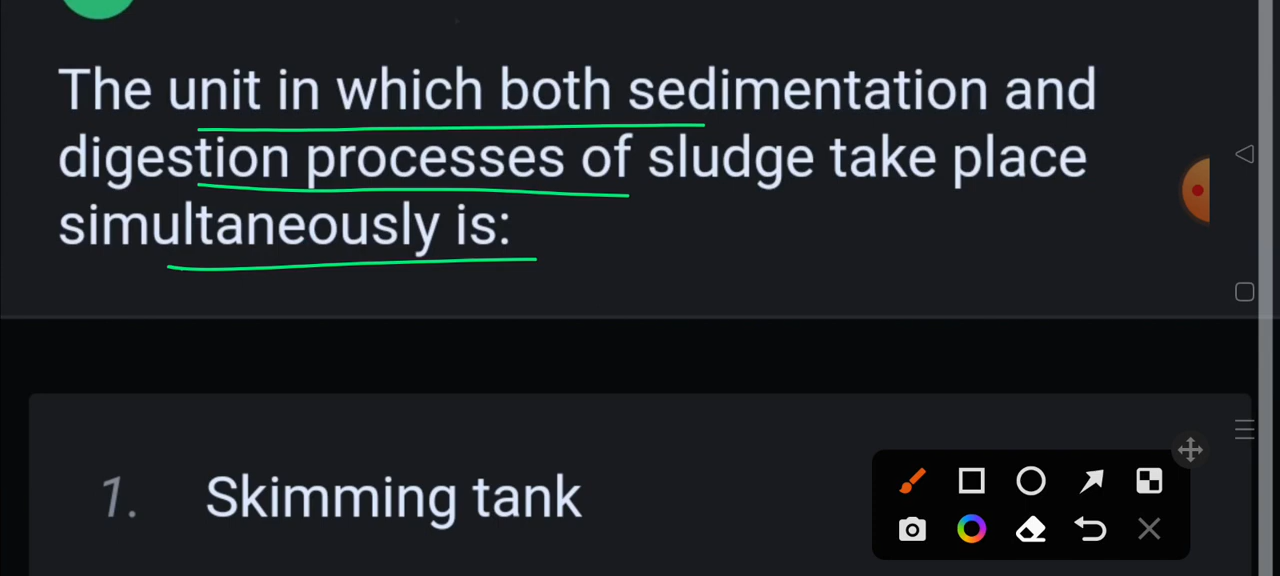 The unit in which both sedimentation and
digestion processes of sludge take place
simultaneously is:
1. Skimming tank